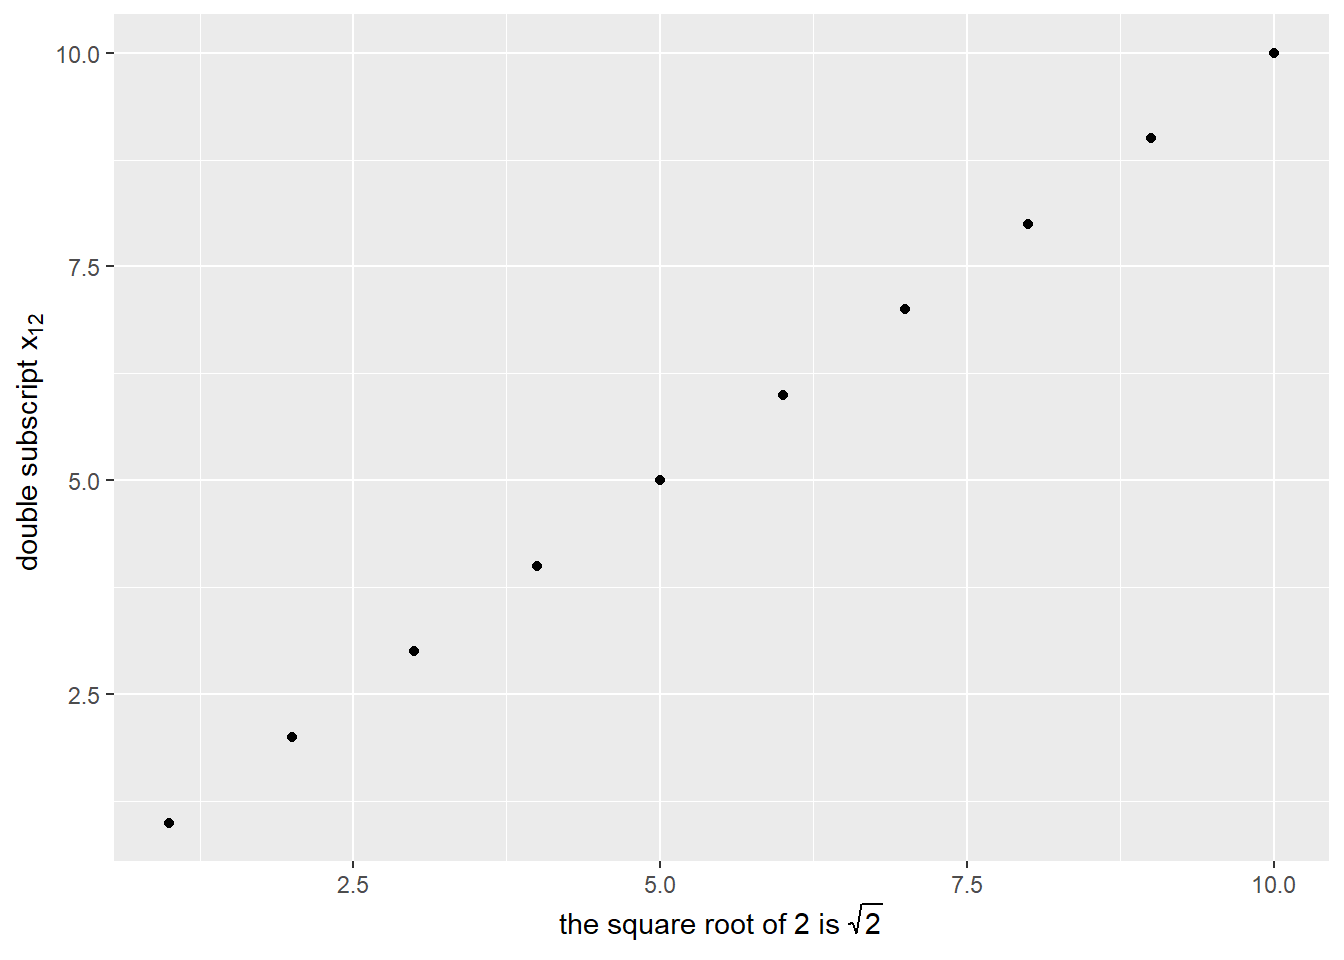 10.0
7.5
5.0
2.5
double subscript x₁₂
2.5 5.0 7.5 10.0
the square root of 2 is √2